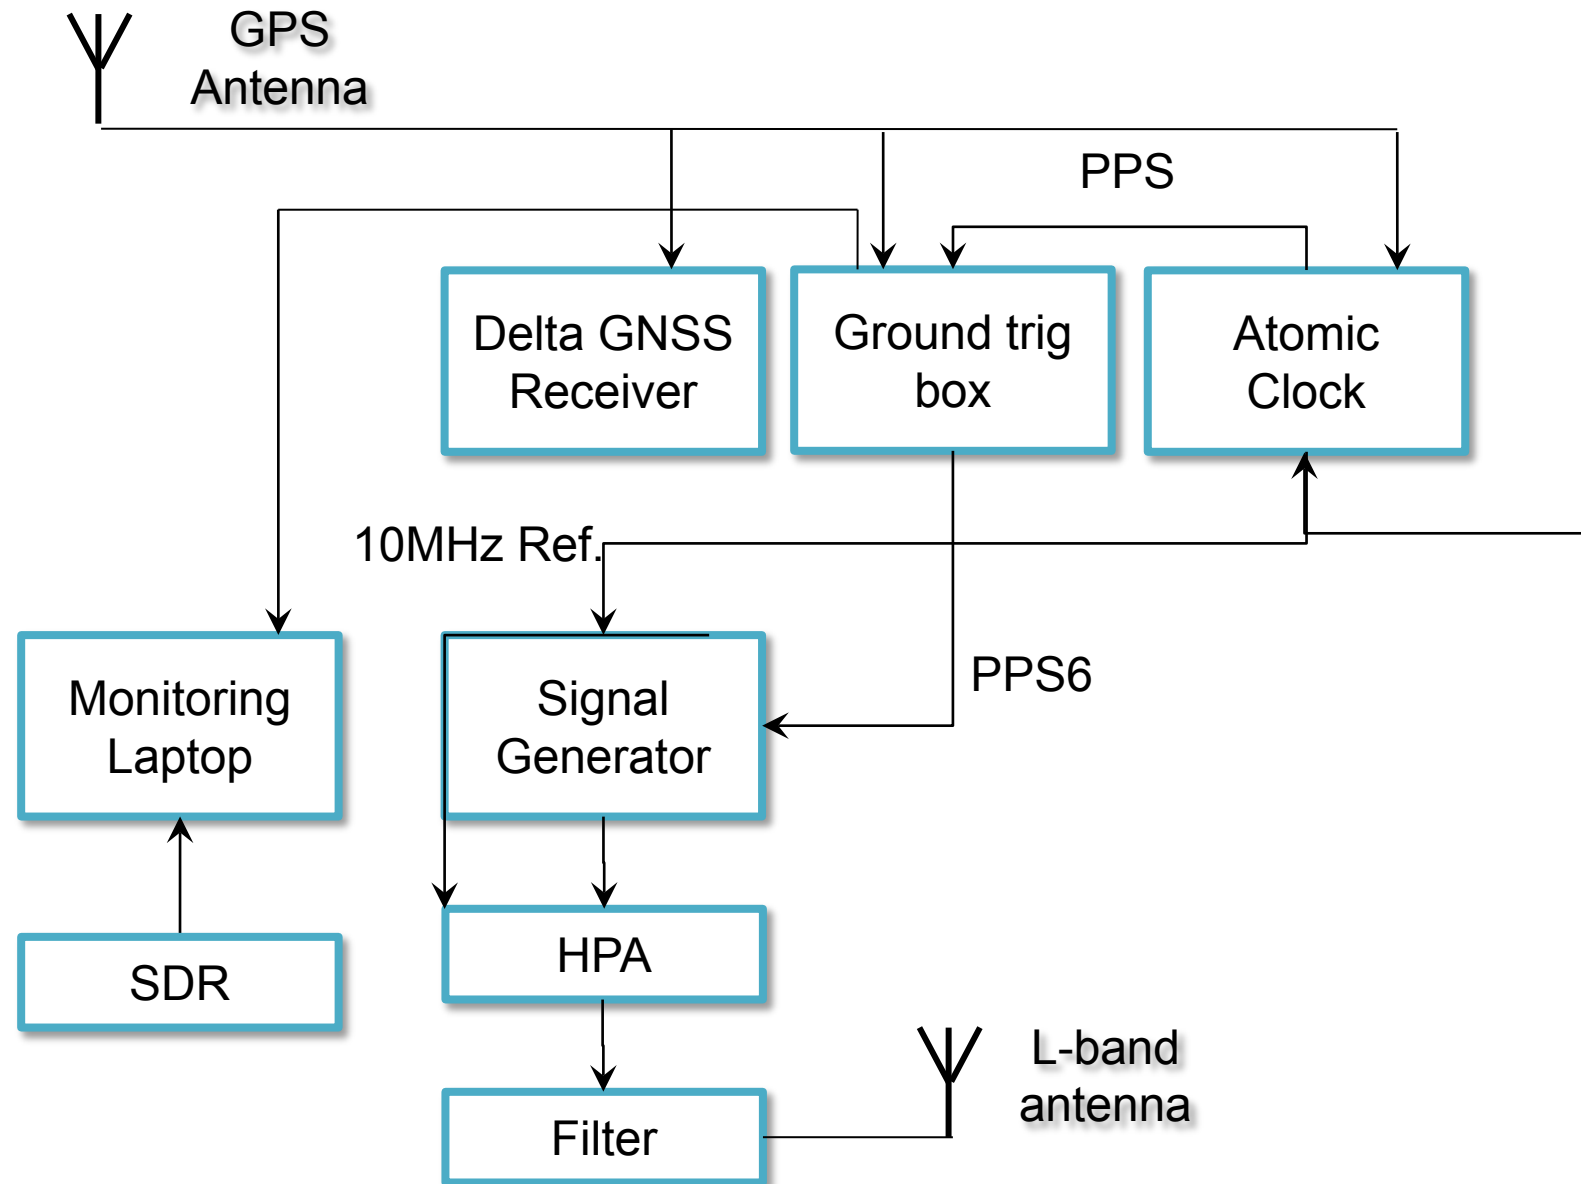 GPS
Antenna
PPS
Delta GNSS
Receiver
Ground trig
box
Atomic
Clock
10MHz Ref.
Monitoring
Laptop
Signal
Generator
PPS6
SDR
HPA
L-band
antenna
Filter